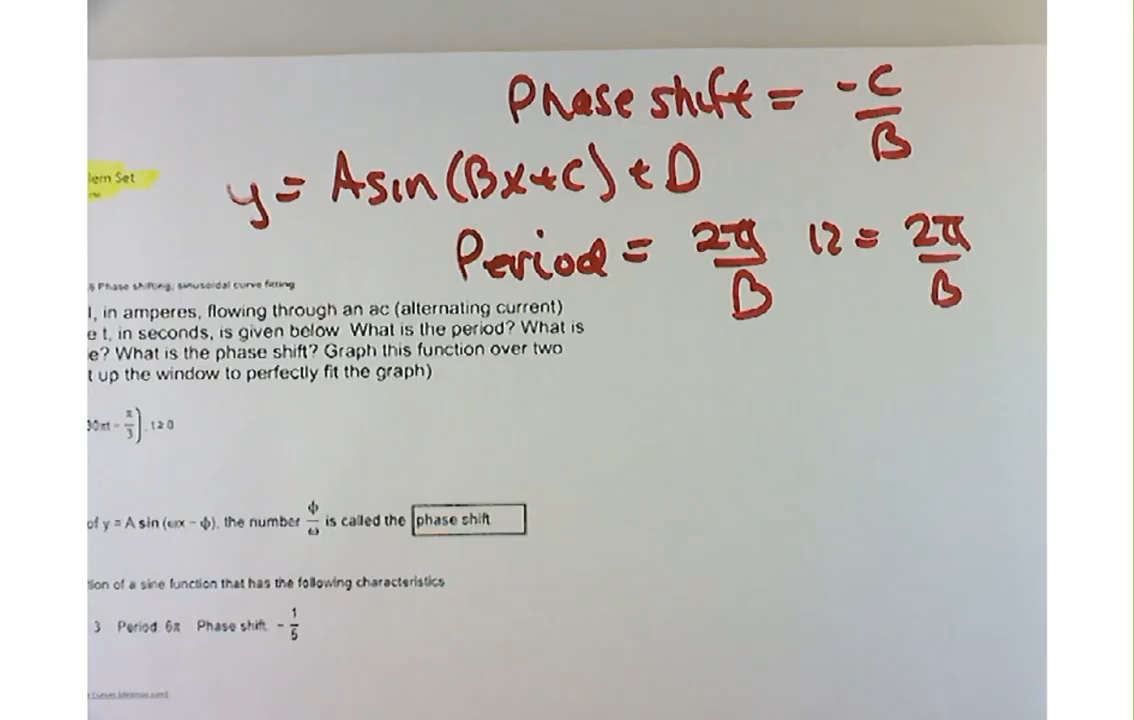 Phase shift = -C/B
lem Set
y = A sin (Bx + C) + D
Period = 2π/B 12 = 2π/B
Phase shifting; sinusoidal curve fitting
I, in amperes, flowing through an ac (alternating current)
e t, in seconds, is given below. What is the period? What is
e? What is the phase shift? Graph this function over two
t up the window to perfectly fit the graph)
30πt - π/3), t ≥ 0
of y = A sin (ωx - ϕ), the number ϕ/ω is called the phase shift
tion of a sine function that has the following characteristics
3 Period: 6π Phase shift: - 1/5